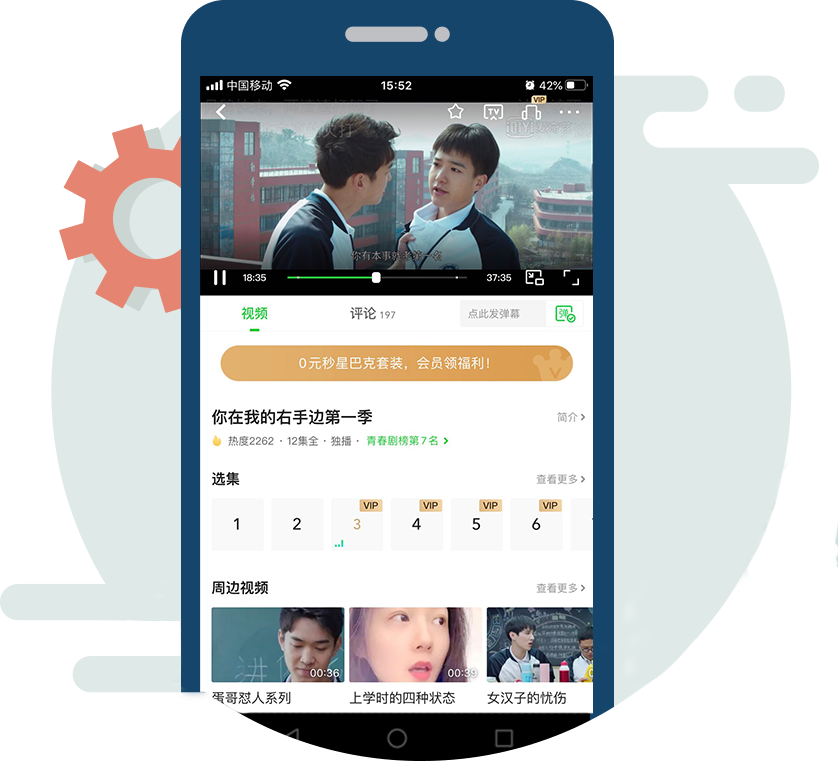 中国移动
15:52
42%
VIP
TV
你有本事就考第一名
18:35
37:35
视频
评论 197
点此发弹幕
弹
0元秒星巴克套装，会员领福利！
你在我的右手边第一季
简介
热度2262 · 12集全 · 独播 · 青春剧榜第7名
选集
查看更多
VIP VIP VIP VIP
1 2 3 4 5 6
周边视频
查看更多
00:36
00:39
蛋哥怼人系列
上学时的四种状态
女汉子的忧伤